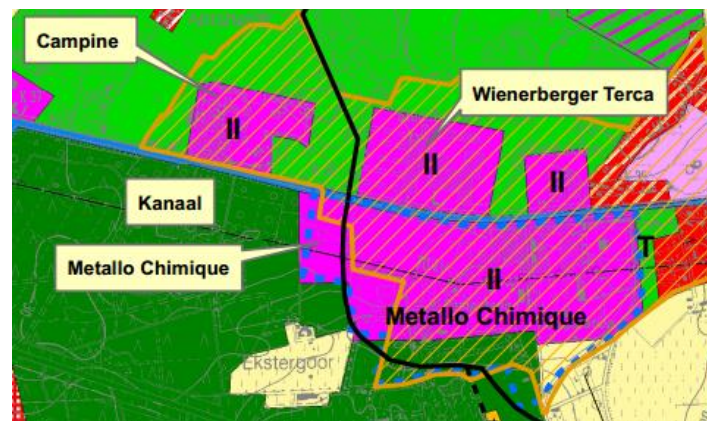 Campine
Wienerberger Terca
II
II
II
Kanaal
Metallo Chimique
T
II
Metallo Chimique
Ekstergoor